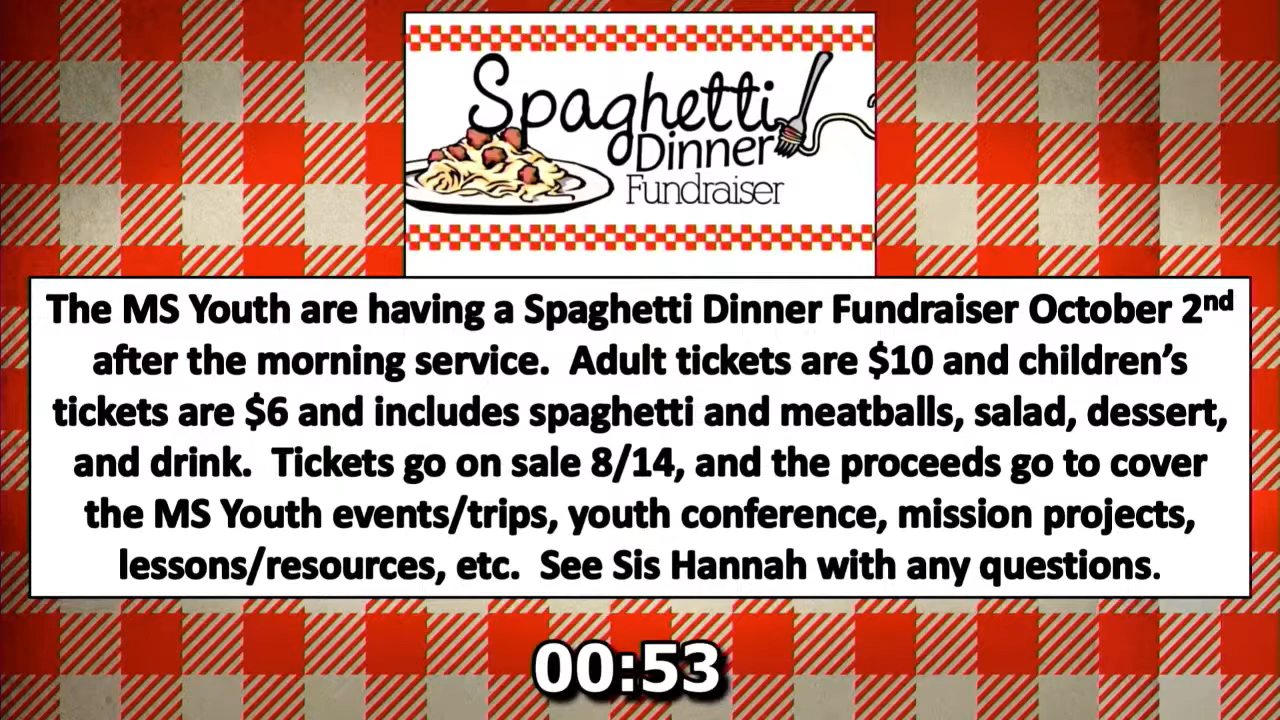 Spaghetti
Dinner
Fundraiser
The MS Youth are having a Spaghetti Dinner Fundraiser October 2nd
after the morning service.  Adult tickets are $10 and children’s
tickets are $6 and includes spaghetti and meatballs, salad, dessert,
and drink.  Tickets go on sale 8/14, and the proceeds go to cover
the MS Youth events/trips, youth conference, mission projects,
lessons/resources, etc.  See Sis Hannah with any questions.
00:53